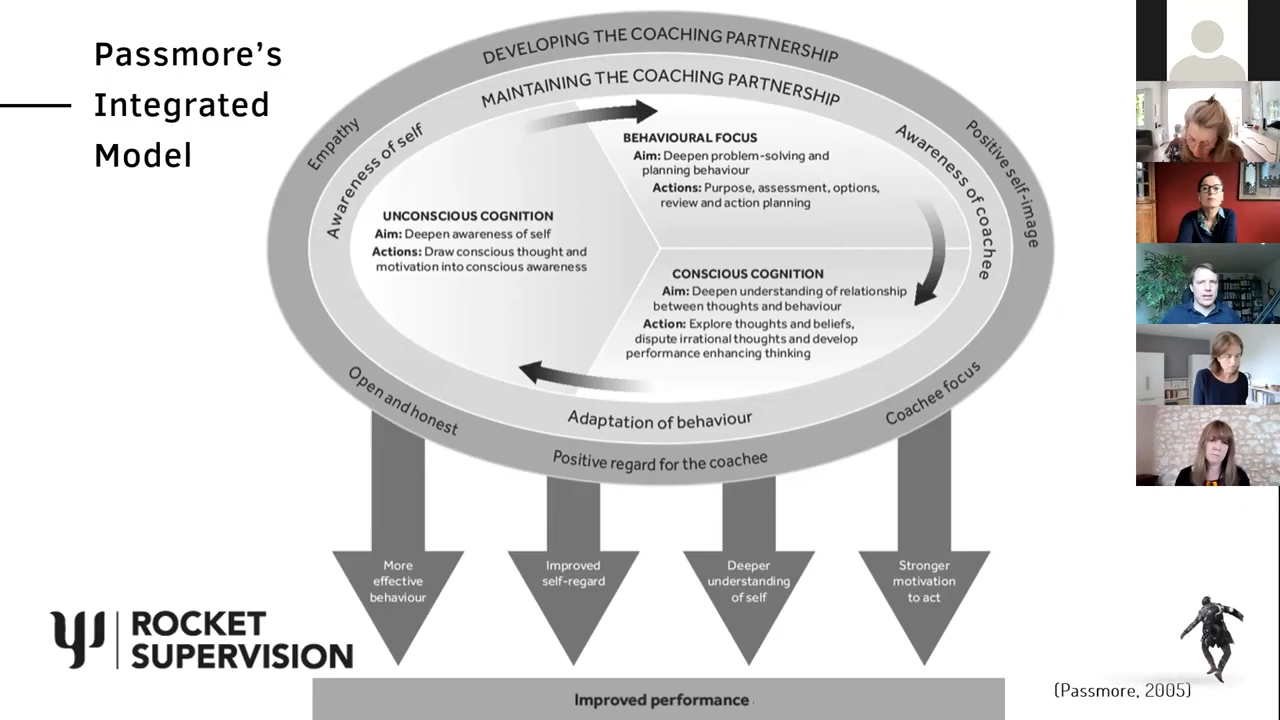 Passmore's
Integrated
Model
DEVELOPING THE COACHING PARTNERSHIP
MAINTAINING THE COACHING PARTNERSHIP
Empathy
Awareness of self
Awareness of coachee
Positive self-image
BEHAVIOURAL FOCUS
Aim: Deepen problem-solving and
planning behaviour
Actions: Purpose, assessment, options,
review and action planning
UNCONSCIOUS COGNITION
Aim: Deepen awareness of self
Actions: Draw conscious thought and
motivation into conscious awareness
CONSCIOUS COGNITION
Aim: Deepen understanding of relationship
between thoughts and behaviour
Action: Explore thoughts and beliefs,
dispute irrational thoughts and develop
performance enhancing thinking
Open and honest
Adaptation of behaviour
Coachee focus
Positive regard for the coachee
More
effective
behaviour
Improved
self-regard
Deeper
understanding
of self
Stronger
motivation
to act
ROCKET
SUPERVISION
Improved performance
(Passmore, 2005)